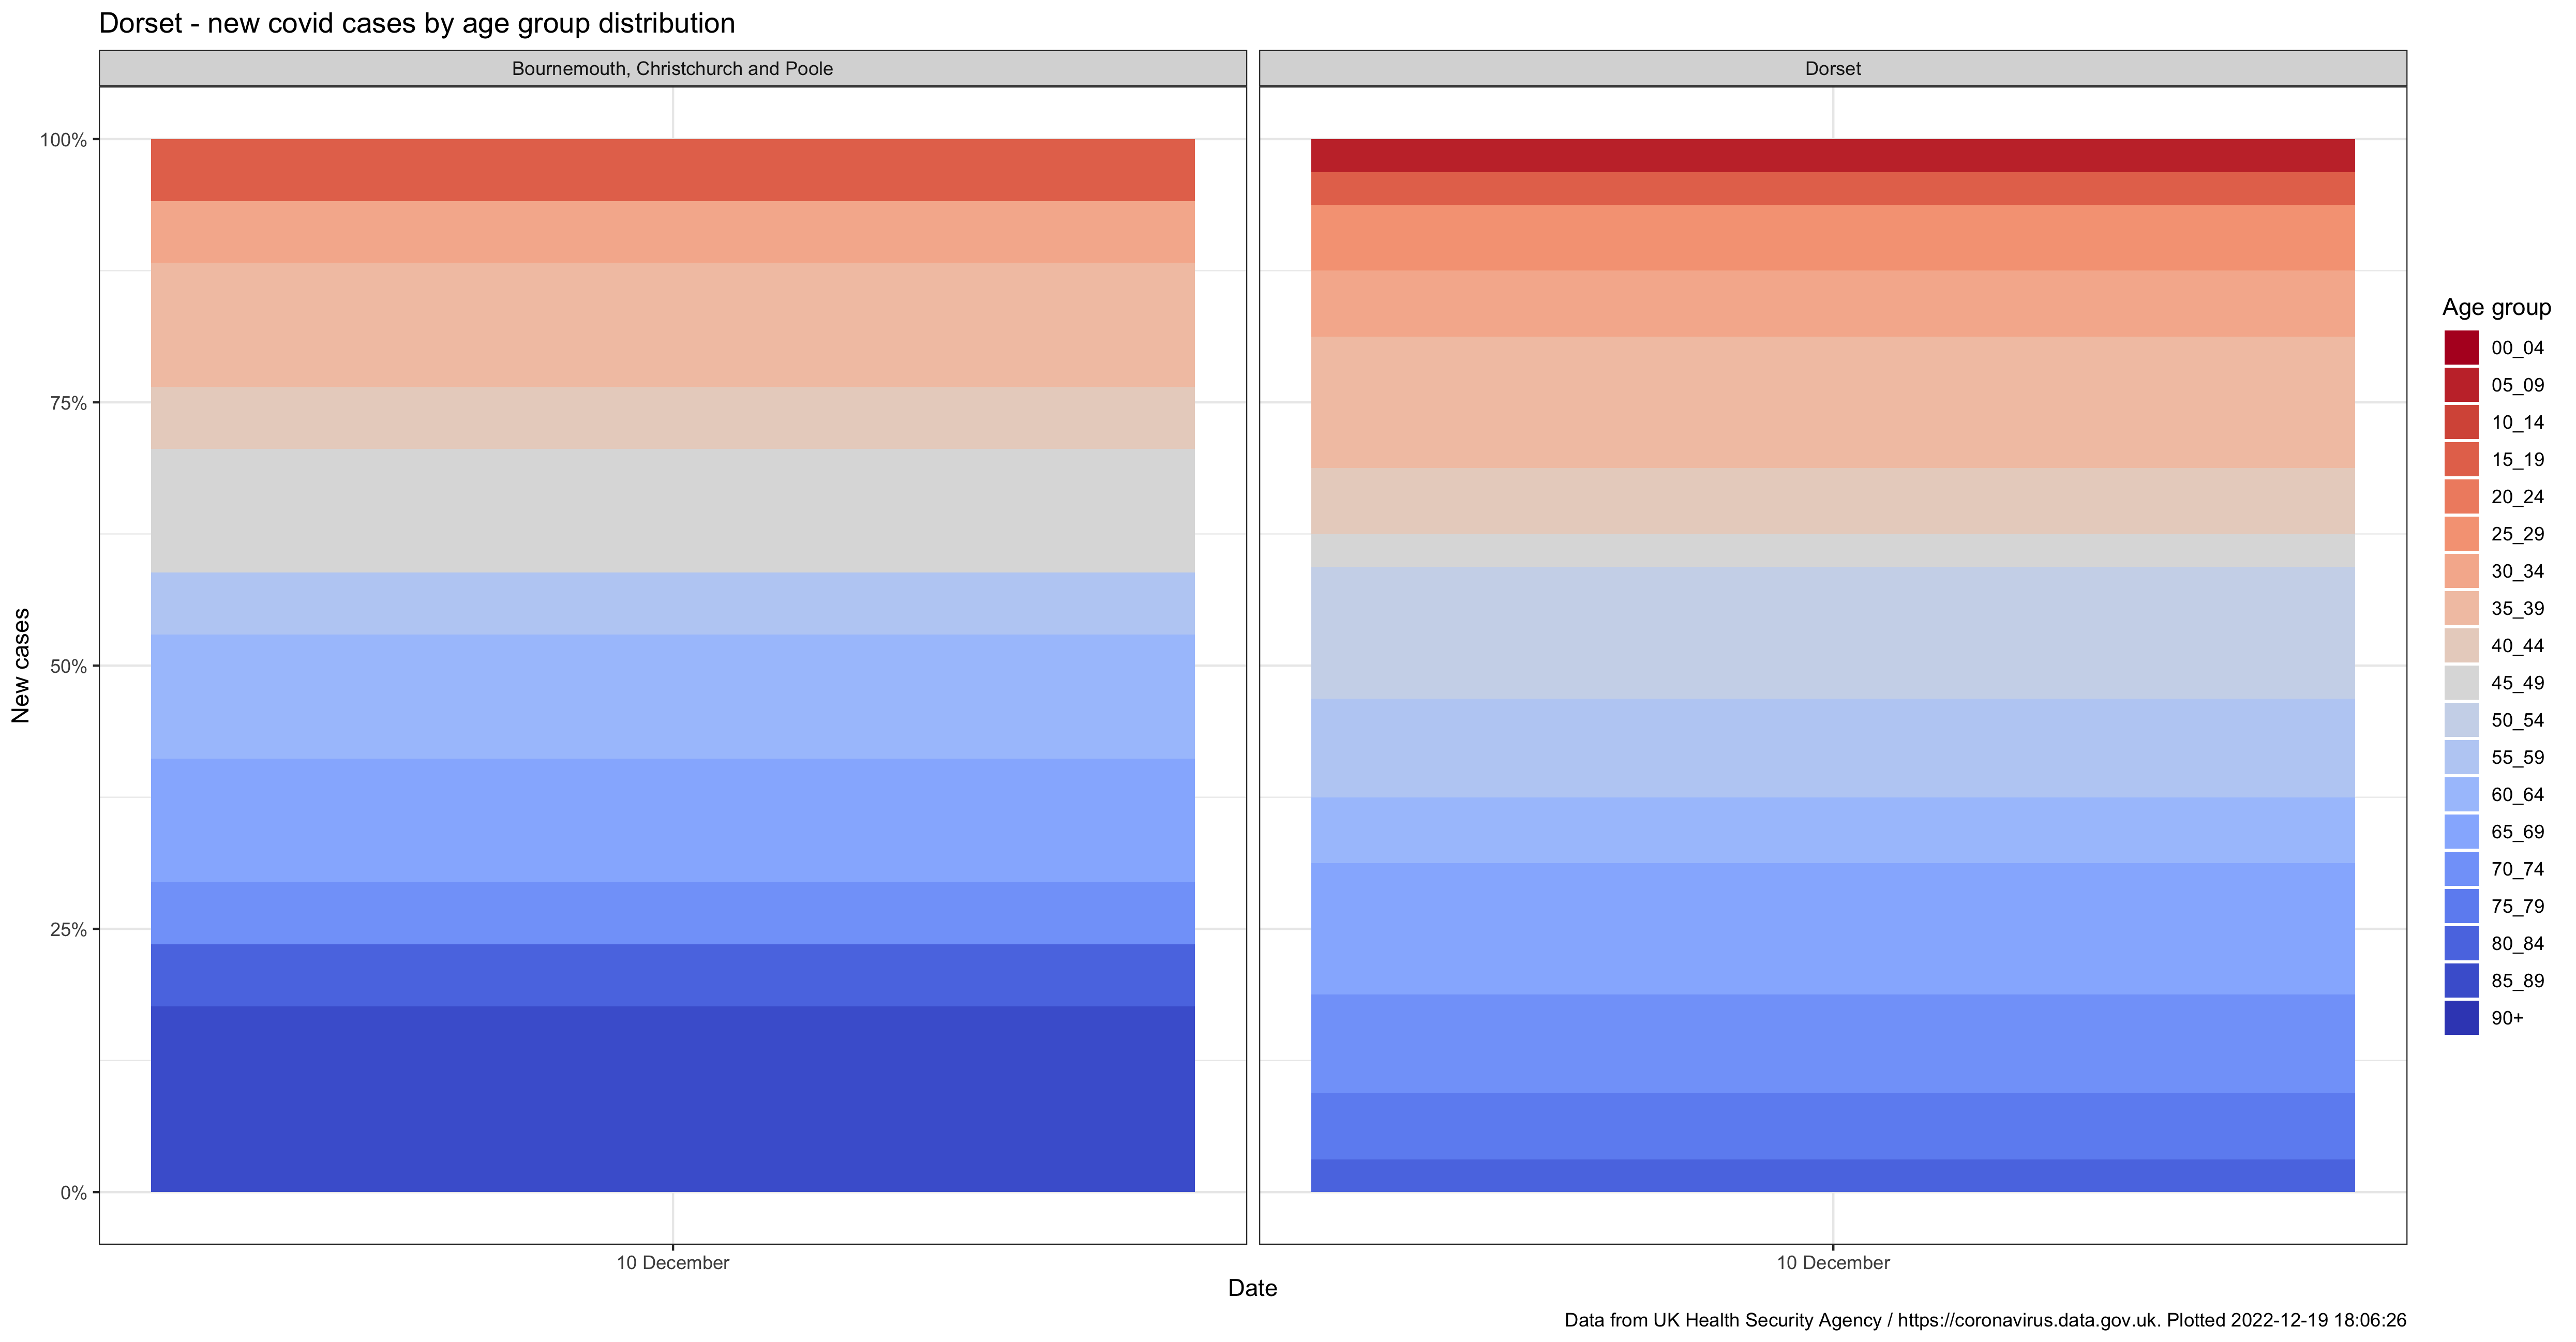 Dorset - new covid cases by age group distribution
Bournemouth, Christchurch and Poole
Dorset
100%
75%
50%
25%
0%
New cases
10 December
10 December
Date
Age group
00_04
05_09
10_14
15_19
20_24
25_29
30_34
35_39
40_44
45_49
50_54
55_59
60_64
65_69
70_74
75_79
80_84
85_89
90+
Data from UK Health Security Agency / https://coronavirus.data.gov.uk. Plotted 2022-12-19 18:06:26